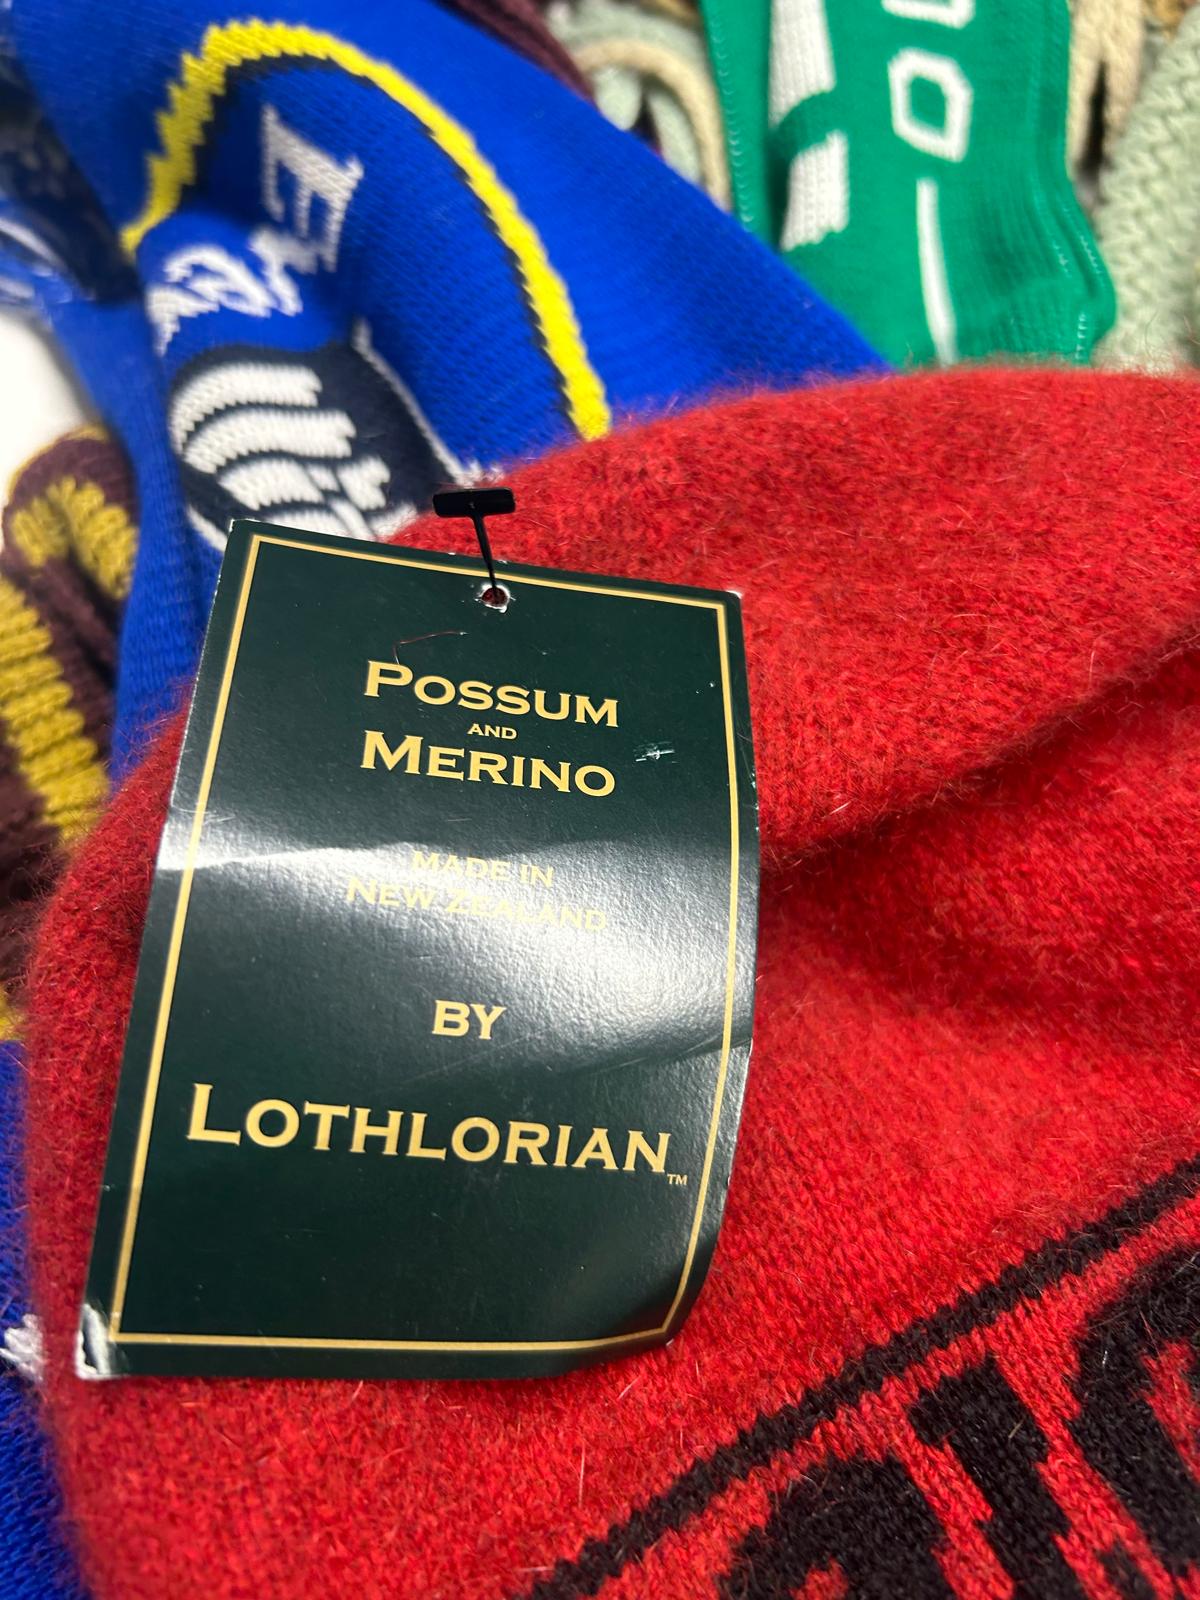 POSSUM
AND
MERINO
MADE IN
NEW ZEALAND
BY
LOTHLORIAN™